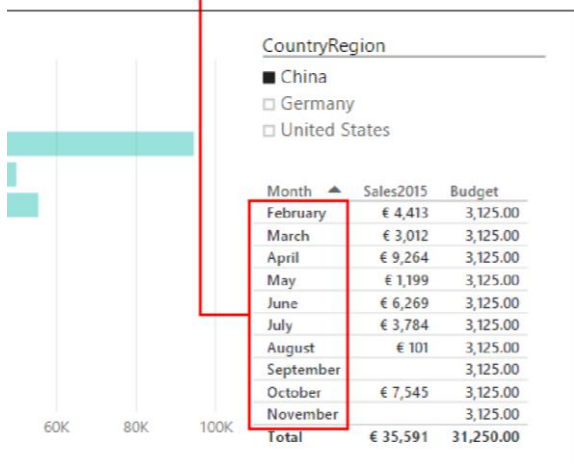 CountryRegion
China
Germany
United States
Month Sales2015 Budget
February € 4,413 3,125.00
March € 3,012 3,125.00
April € 9,264 3,125.00
May € 1,199 3,125.00
June € 6,269 3,125.00
July € 3,784 3,125.00
August € 101 3,125.00
September 3,125.00
October € 7,545 3,125.00
November 3,125.00
Total € 35,591 31,250.00
60K 80K 100K